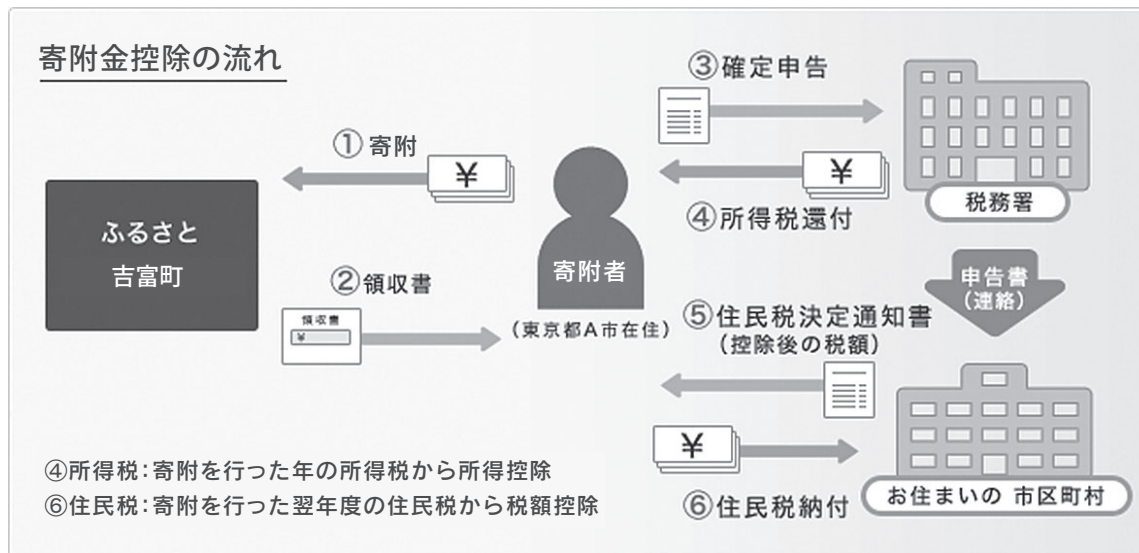 寄附金控除の流れ
①寄附
¥
ふるさと
吉富町
②領収書
領収書
¥
寄附者
(東京都A市在住)
③確定申告
¥
④所得税還付
税務署
申告書
(連絡)
⑤住民税決定通知書
(控除後の税額)
¥
⑥住民税納付
お住まいの 市区町村
④所得税:寄附を行った年の所得税から所得控除
⑥住民税:寄附を行った翌年度の住民税から税額控除